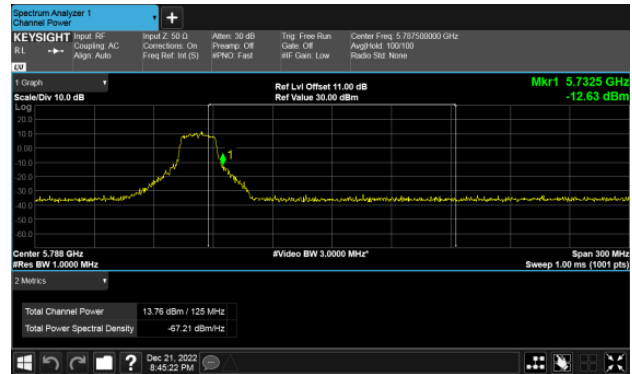 Spectrum Analyzer 1
Channel Power
+
KEYSIGHT
RL
LXI
Input: RF
Coupling: AC
Align: Auto
Input Z: 50 Ω
Corrections: On
Freq Ref: Int (S)
Atten: 30 dB
Preamp: Off
#PNO: Fast
Trig: Free Run
Gate: Off
#IF Gain: Low
Center Freq: 5.787500000 GHz
Avg|Hold: 100/100
Radio Std: None
1 Graph
Scale/Div 10.0 dB
Ref Lvl Offset 11.00 dB
Ref Value 30.00 dBm
Mkr1 5.7325 GHz
-12.63 dBm
Log
20.0
10.0
0.00
-10.0
-20.0
-30.0
-40.0
-50.0
-60.0
1
Center 5.788 GHz
#Res BW 1.0000 MHz
#Video BW 3.0000 MHz*
Span 300 MHz
Sweep 1.00 ms (1001 pts)
2 Metrics
Total Channel Power 13.76 dBm / 125 MHz
Total Power Spectral Density -67.21 dBm/Hz
?
Dec 21, 2022
8:45:22 PM